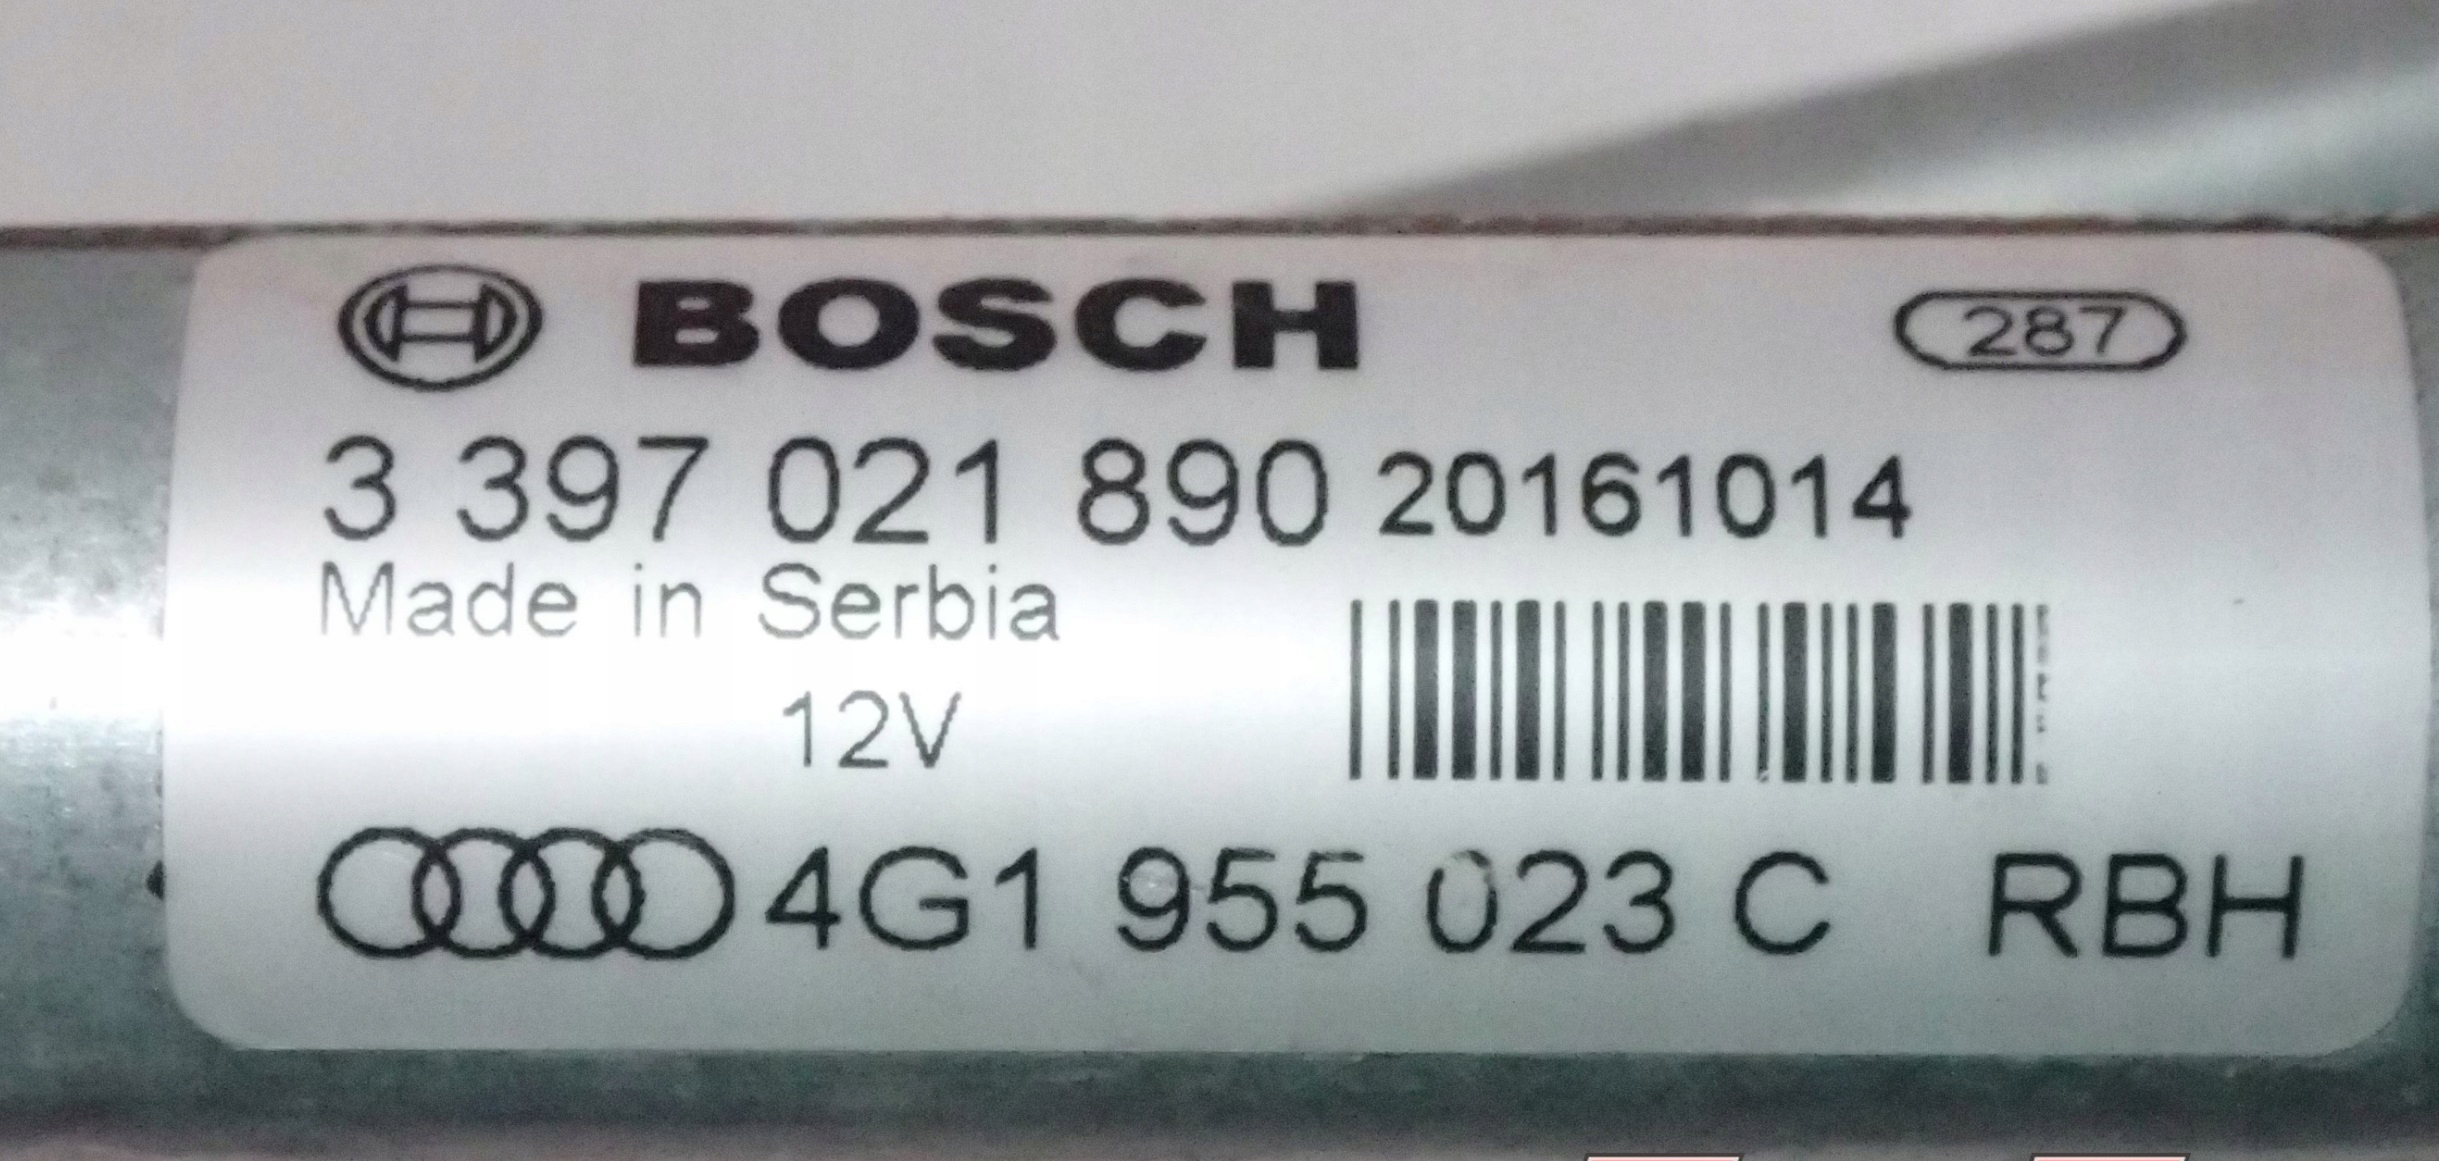 BOSCH 287
3 397 021 890 20161014
Made in Serbia
12V
4G1 955 023 C RBH